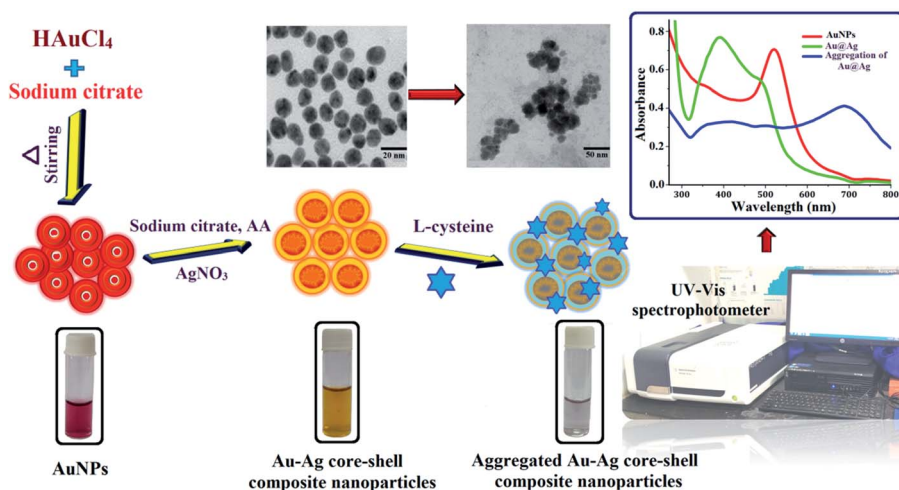 HAuCl₄
+
Sodium citrate
Δ
Stirring
Sodium citrate, AA
AgNO₃
L-cysteine
AuNPs
Au-Ag core-shell
composite nanoparticles
Aggregated Au-Ag core-shell
composite nanoparticles
20 nm
50 nm
AuNPs
Au@Ag
Aggregation of
Au@Ag
Absorbance
0.8
0.6
0.4
0.2
0.0
300 400 500 600 700 800
Wavelength (nm)
UV-Vis
spectrophotometer